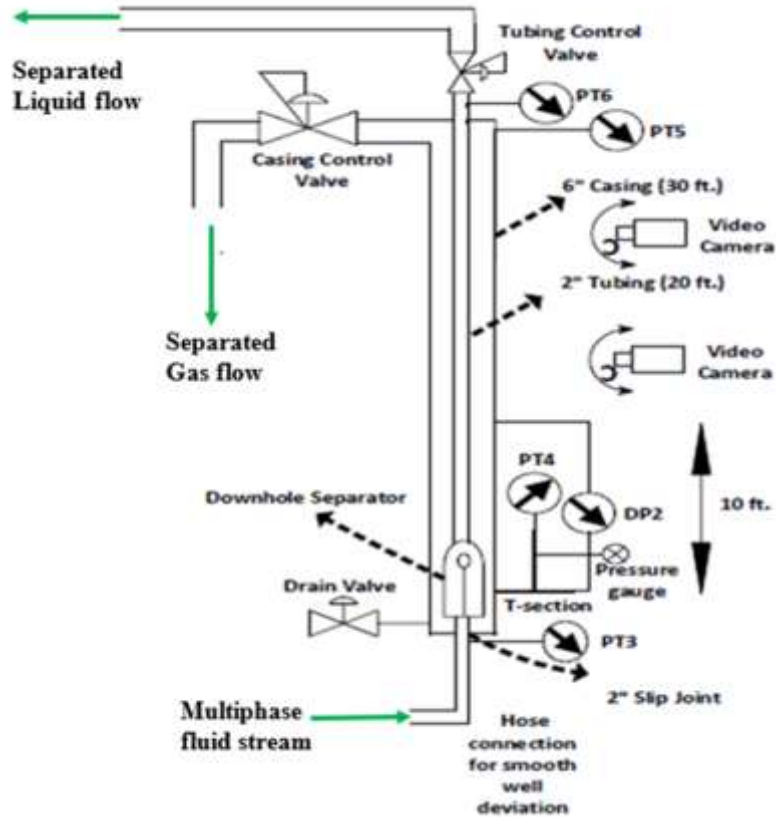 Tubing Control
Valve
Separated
Liquid flow
PT6
PT5
Casing Control
Valve
6" Casing (30 ft.)
Video
Camera
2" Tubing (20 ft.)
Separated
Gas flow
Video
Camera
PT4
Downhole Separator
DP2
10 ft.
Pressure
gauge
Drain Valve
T-section
PT3
2" Slip Joint
Multiphase
fluid stream
Hose
connection
for smooth
well
deviation